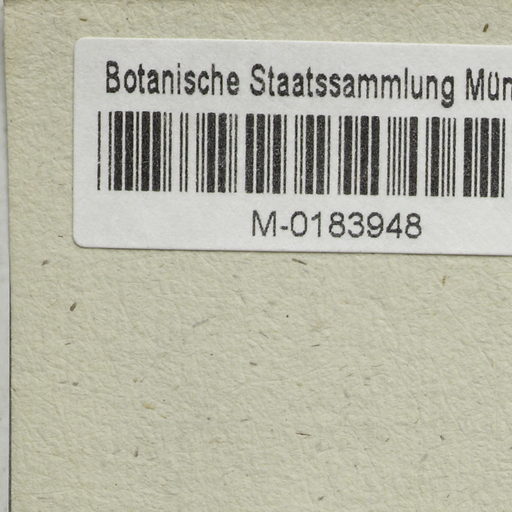 Botanische Staatssammlung Mün
M-0183948